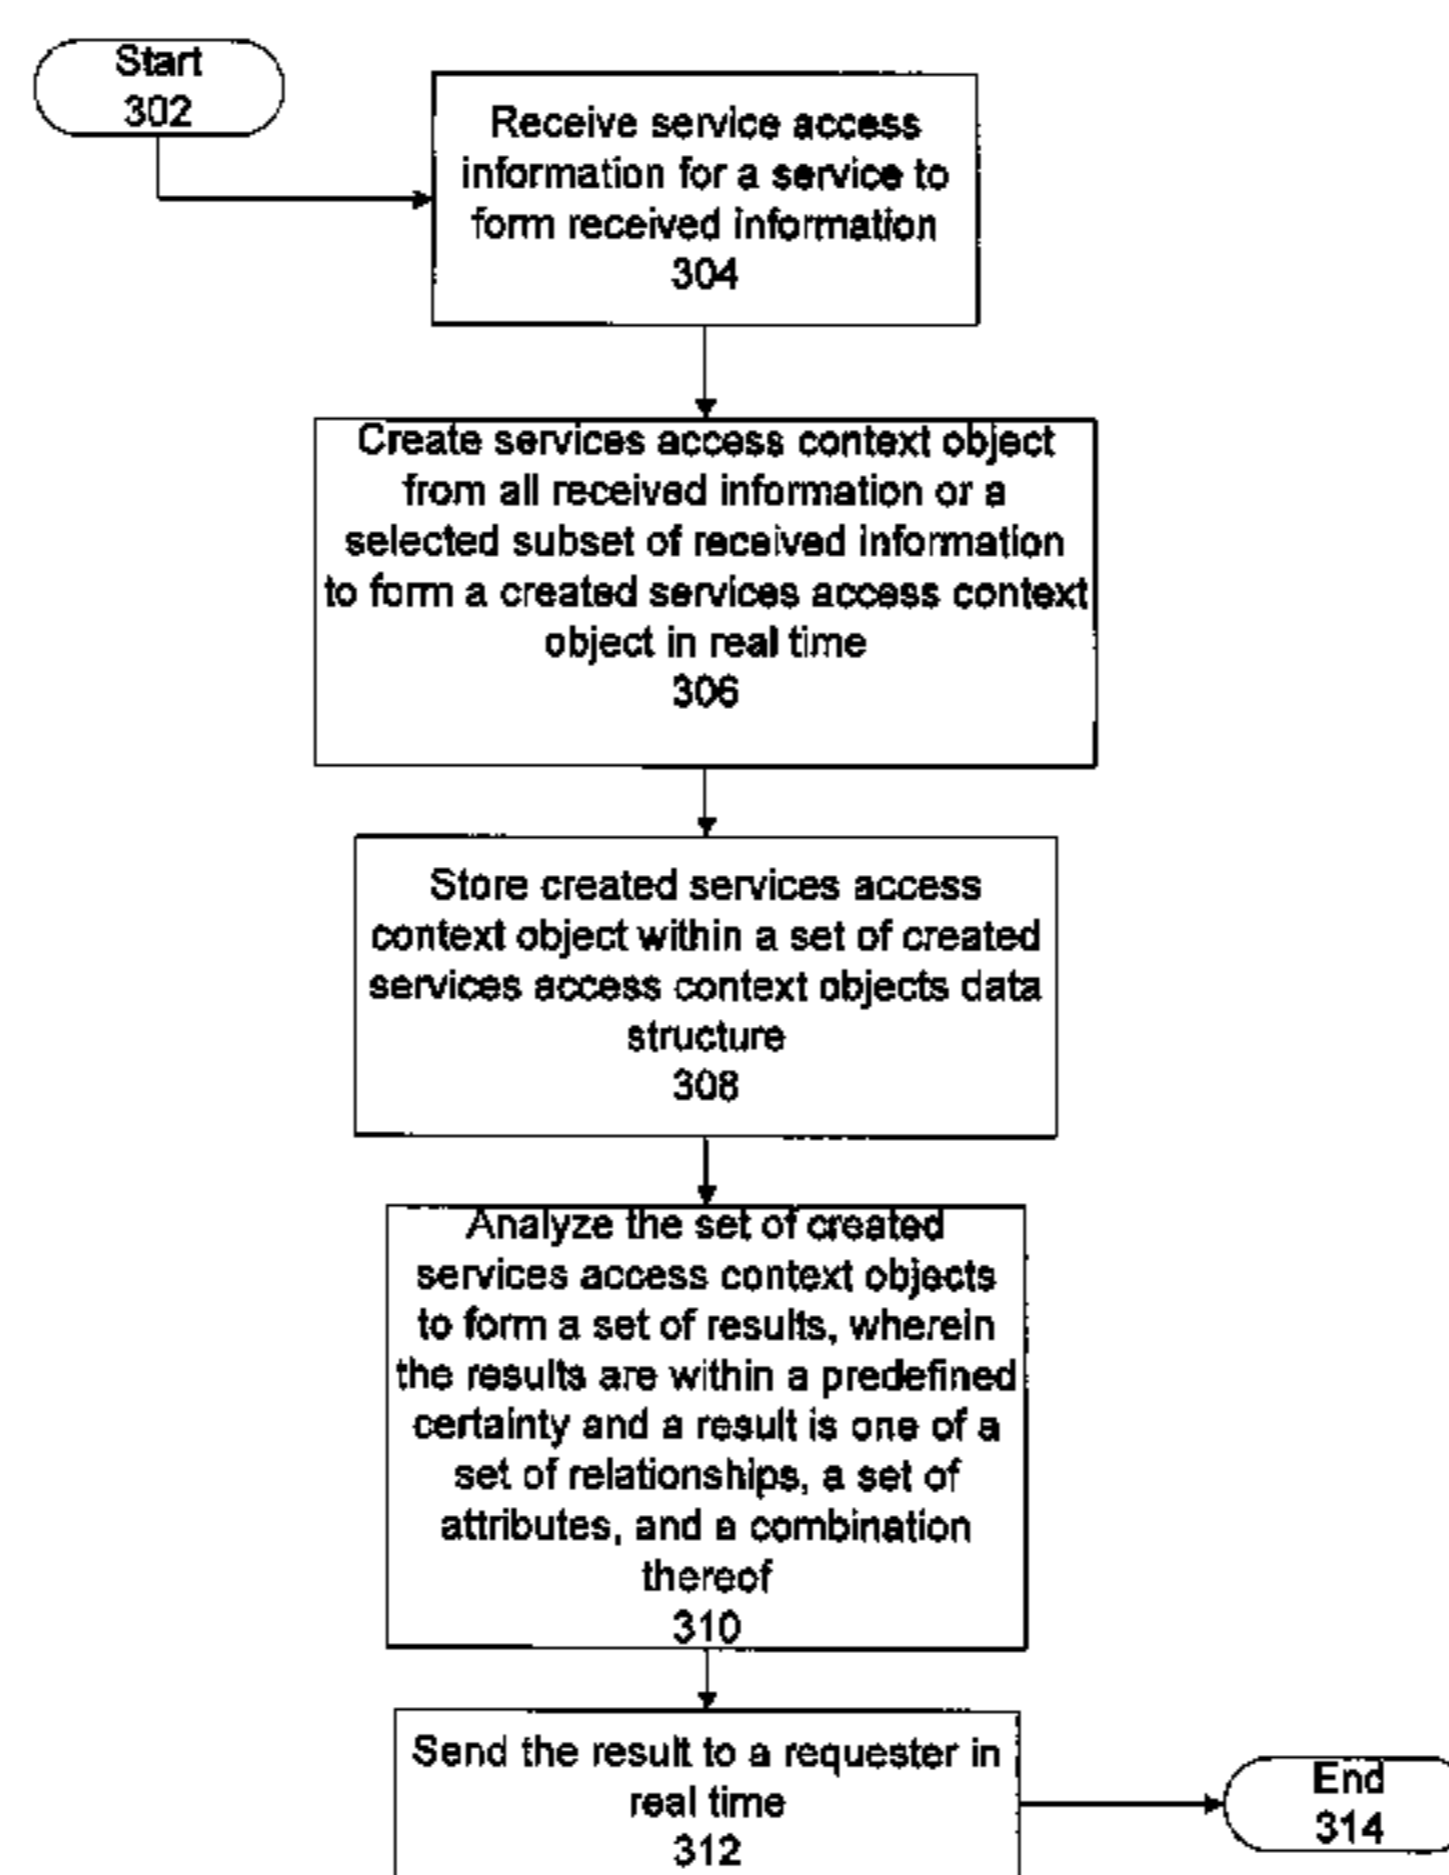 Start
302
Receive service access
information for a service to
form received information
304
Create services access context object
from all received information or a
selected subset of received information
to form a created services access context
object in real time
306
Store created services access
context object within a set of created
services access context objects data
structure
308
Analyze the set of created
services access context objects
to form a set of results, wherein
the results are within a predefined
certainty and a result is one of a
set of relationships, a set of
attributes, and a combination
thereof
310
Send the result to a requester in
real time
312
End
314